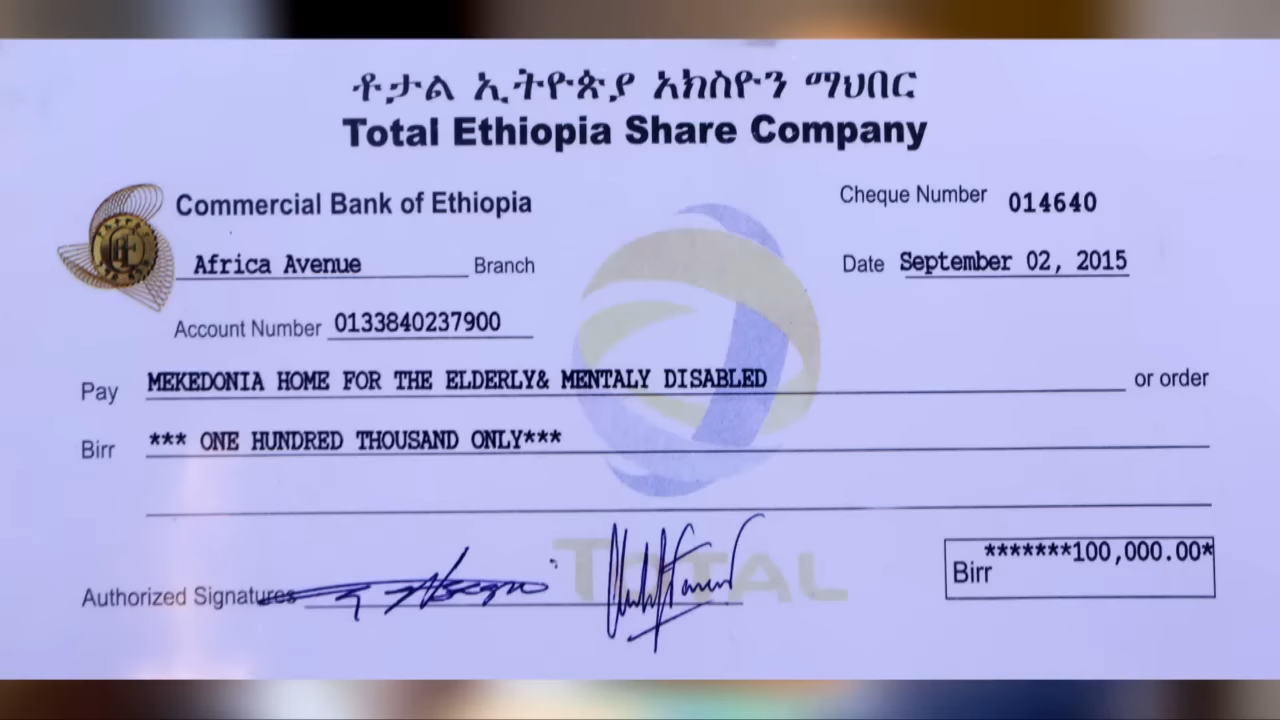 ቶታል ኢትዮጵያ አክስዮን ማህበር
Total Ethiopia Share Company
Commercial Bank of Ethiopia
Cheque Number 014640
Africa Avenue Branch
Date September 02, 2015
Account Number 0133840237900
Pay MEKEDONIA HOME FOR THE ELDERLY& MENTALY DISABLED or order
Birr *** ONE HUNDRED THOUSAND ONLY***
TOTAL
Birr *******100,000.00*
Authorized Signatures